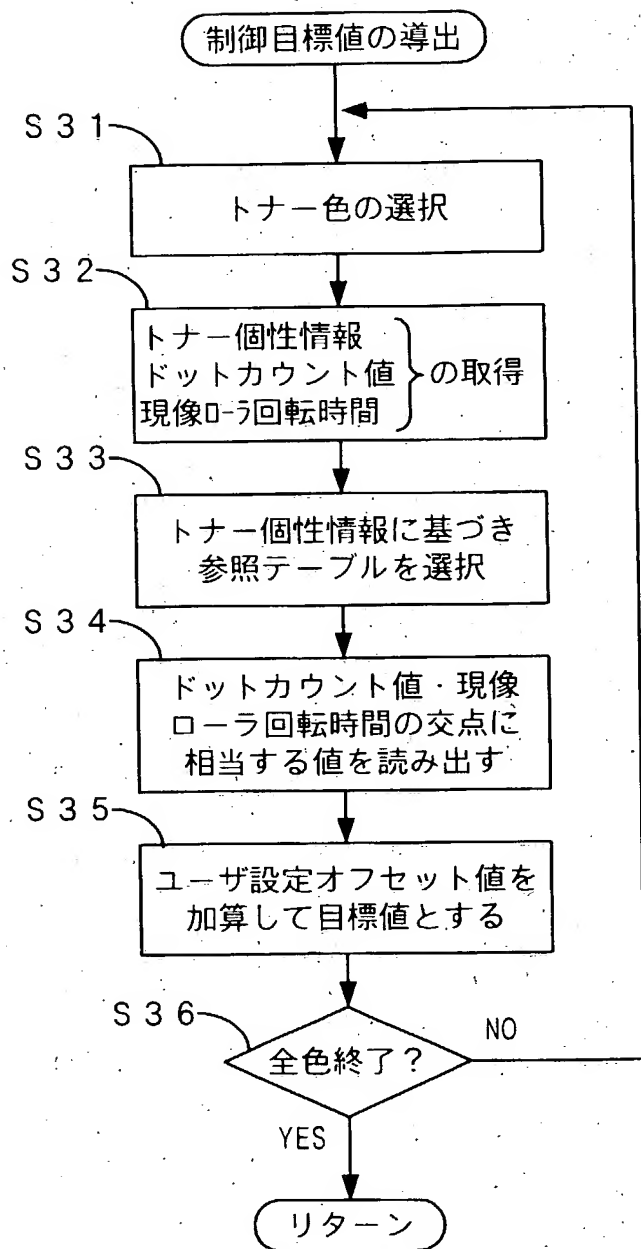 制御目標値の導出
S31
トナー色の選択
S32
トナー個性情報
ドットカウント値
現像ローラ回転時間
の取得
S33
トナー個性情報に基づき
参照テーブルを選択
S34
ドットカウント値・現像
ローラ回転時間の交点に
相当する値を読み出す
S35
ユーザ設定オフセット値を
加算して目標値とする
S36
全色終了？
NO
YES
リターン